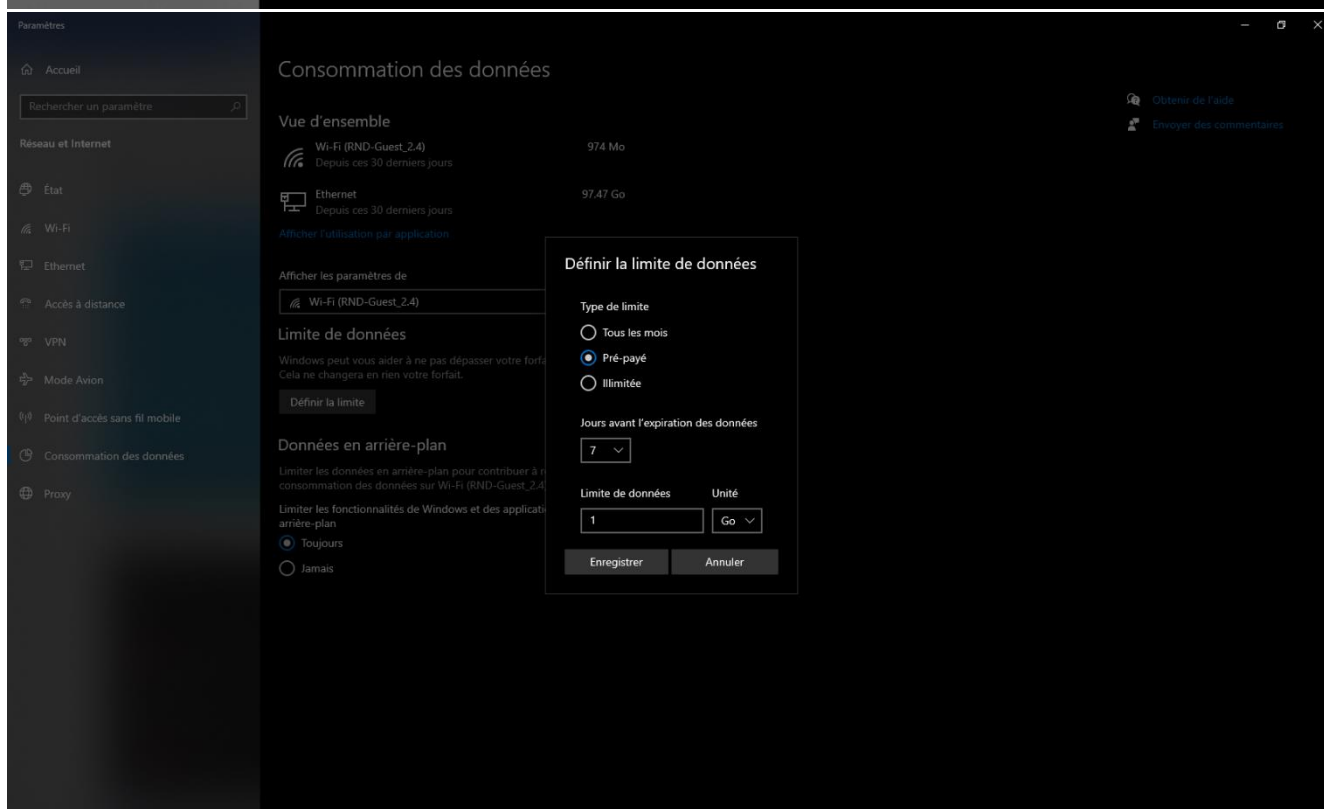 Paramètres
Accueil
Rechercher un paramètre
Réseau et Internet
État
Wi-Fi
Ethernet
Accès à distance
VPN
Mode Avion
Point d'accès sans fil mobile
Consommation des données
Proxy
Consommation des données
Vue d'ensemble
Wi-Fi (RND-Guest_2.4) 974 Mo
Depuis ces 30 derniers jours
Ethernet 97.47 Go
Depuis ces 30 derniers jours
Afficher l'utilisation par application
Afficher les paramètres de
Wi-Fi (RND-Guest_2.4)
Limite de données
Windows peut vous aider à ne pas dépasser votre
Cela ne changera en rien votre forfait.
Définir la limite
Données en arrière-plan
Limiter les données en arrière-plan pour contribuer à
consommation des données sur Wi-Fi (RND-Guest_2.4
Limiter les fonctionnalités de Windows et des
arrière-plan
Toujours
Jamais
Définir la limite de données
Type de limite
Tous les mois
Pré-payé
Illimitée
Jours avant l'expiration des données
7
Limite de données Unité
1 Go
Enregistrer Annuler
Obtenir de l'aide
Envoyer des commentaires